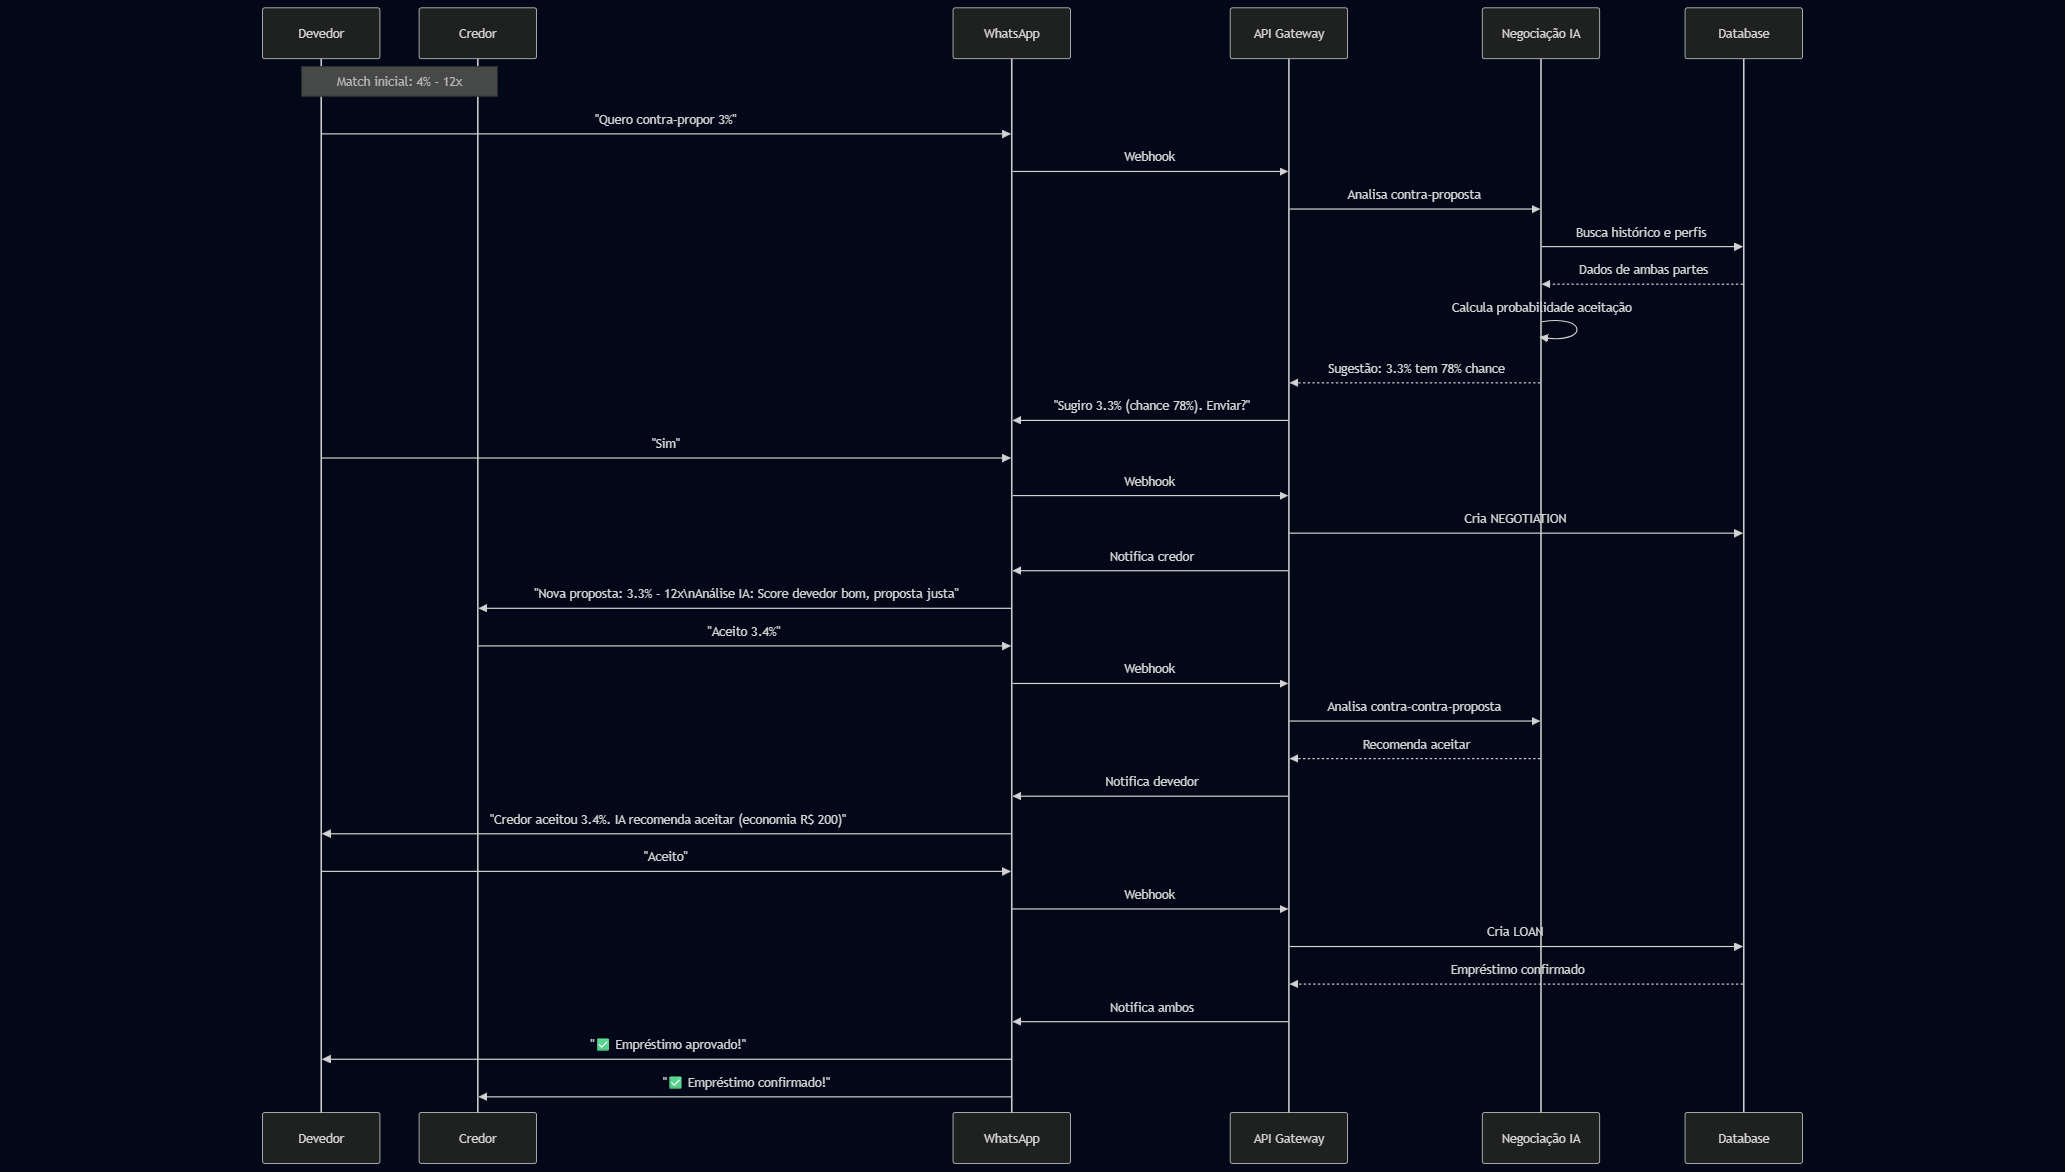 Devedor
Credor
WhatsApp
API Gateway
Negociação IA
Database
Match inicial: 4% - 12x
"Quero contra-propor 3%"
Webhook
Analisa contra-proposta
Busca histórico e perfis
Dados de ambas partes
Calcula probabilidade aceitação
Sugestão: 3.3% tem 78% chance
"Sugiro 3.3% (chance 78%). Enviar?"
"Sim"
Webhook
Cria NEGOTIATION
Notifica credor
"Nova proposta: 3.3% - 12x\nAnálise IA: Score devedor bom, proposta justa"
"Aceito 3.4%"
Webhook
Analisa contra-contra-proposta
Recomenda aceitar
Notifica devedor
"Credor aceitou 3.4%. IA recomenda aceitar (economia R$ 200)"
"Aceito"
Webhook
Cria LOAN
Empréstimo confirmado
Notifica ambos
"✅ Empréstimo aprovado!"
"✅ Empréstimo confirmado!"
Devedor
Credor
WhatsApp
API Gateway
Negociação IA
Database